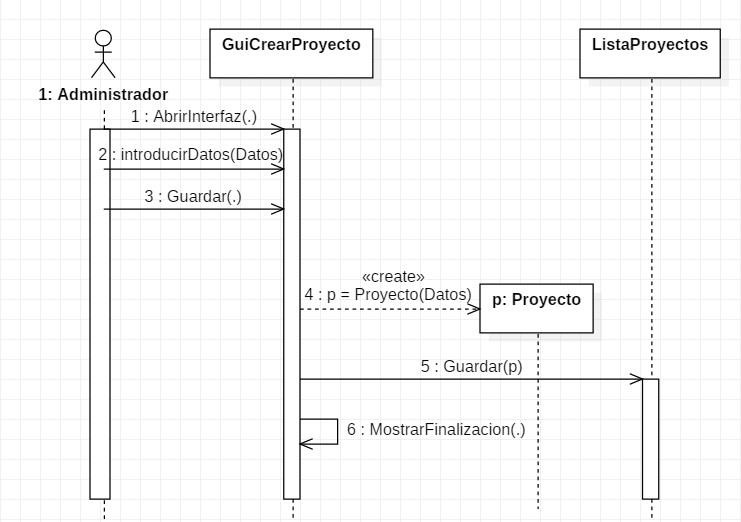 GuiCrearProyecto
ListaProyectos
1: Administrador
1 : AbrirInterfaz(.)
2 : introducirDatos(Datos)
3 : Guardar(.)
«create»
4 : p = Proyecto(Datos)
p: Proyecto
5 : Guardar(p)
6 : MostrarFinalizacion(.)